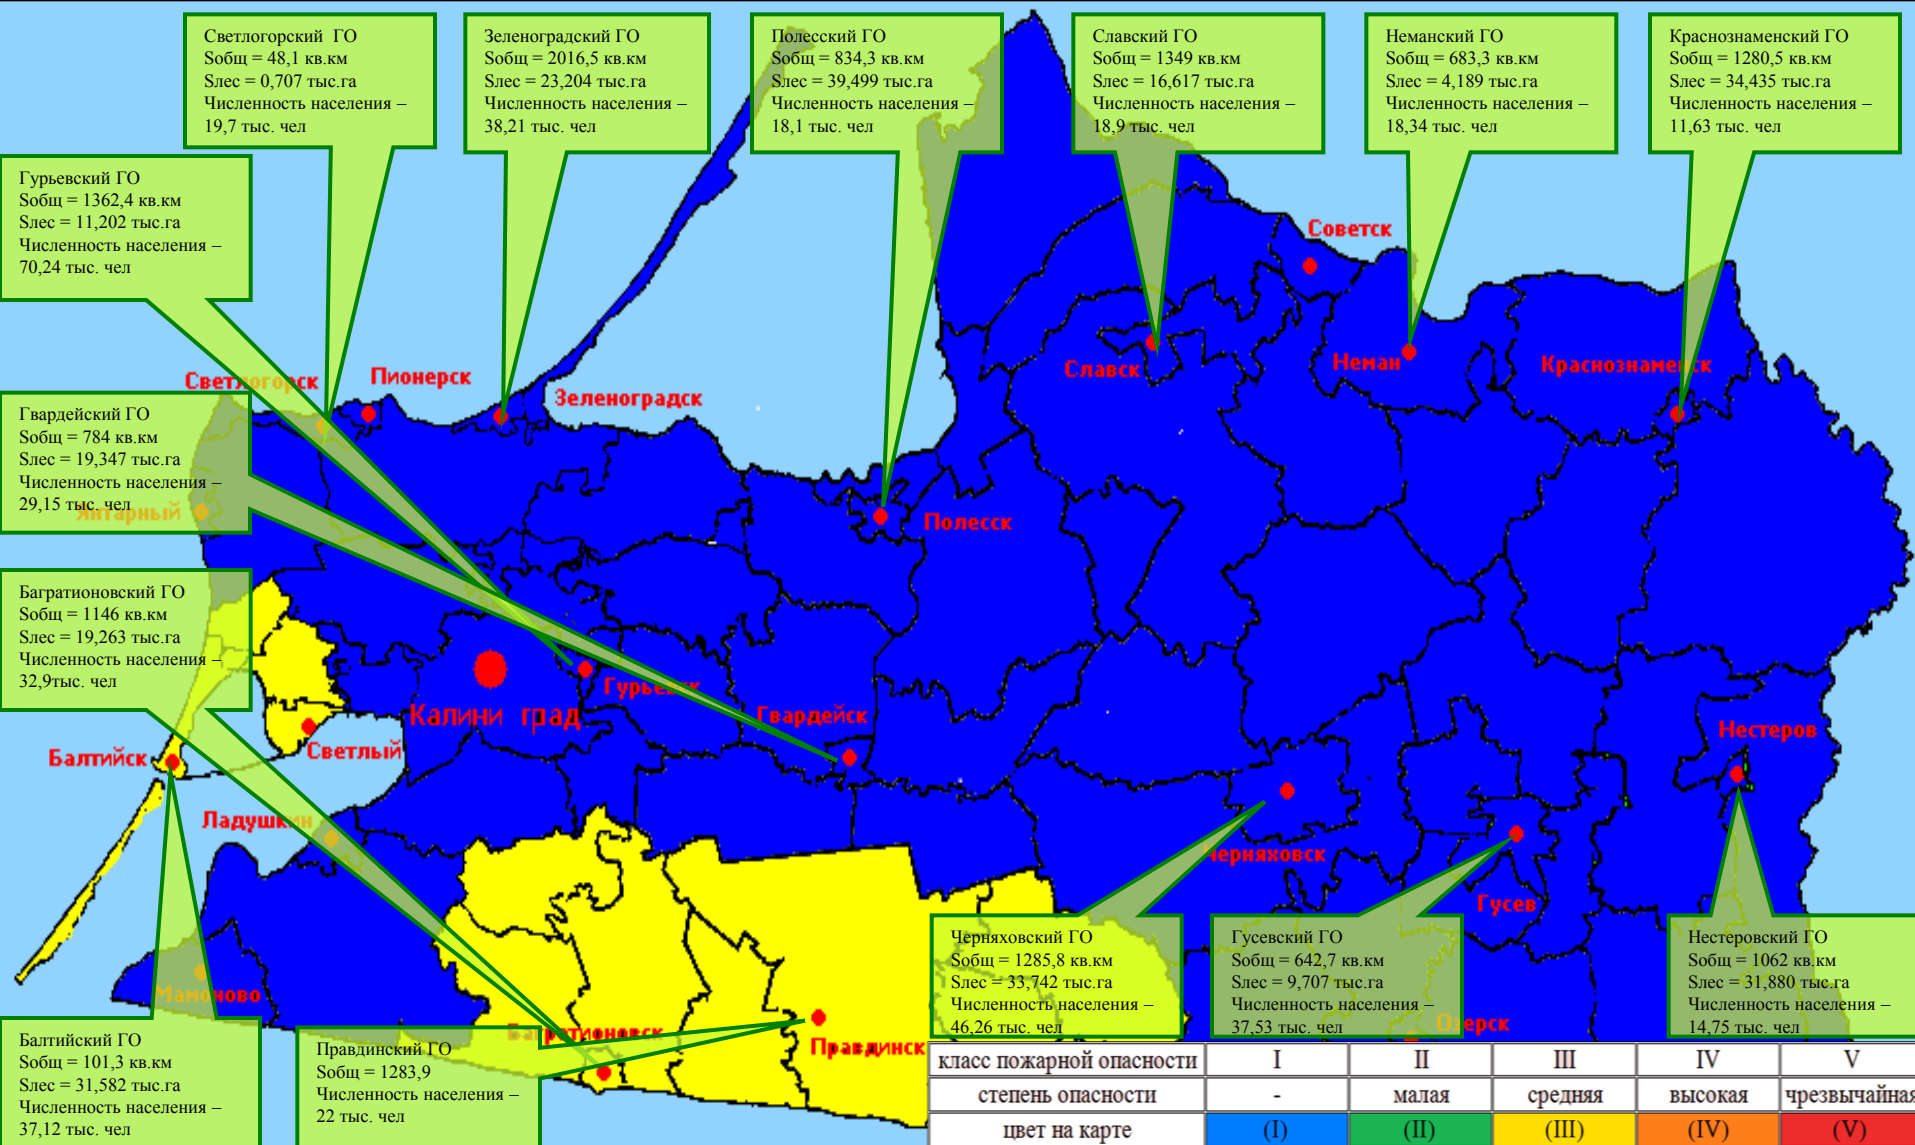 Светлогорский ГО
Sобщ = 48,1 кв.км
Sлес = 0,707 тыс.га
Численность населения –
19,7 тыс. чел
Зеленоградский ГО
Sобщ = 2016,5 кв.км
Sлес = 23,204 тыс.га
Численность населения –
38,21 тыс. чел
Полесский ГО
Sобщ = 834,3 кв.км
Sлес = 39,499 тыс.га
Численность населения –
18,1 тыс. чел
Славский ГО
Sобщ = 1349 кв.км
Sлес = 16,617 тыс.га
Численность населения –
18,9 тыс. чел
Неманский ГО
Sобщ = 683,3 кв.км
Sлес = 4,189 тыс.га
Численность населения –
18,34 тыс. чел
Краснознаменский ГО
Sобщ = 1280,5 кв.км
Sлес = 34,435 тыс.га
Численность населения –
11,63 тыс. чел
Гурьевский ГО
Sобщ = 1362,4 кв.км
Sлес = 11,202 тыс.га
Численность населения –
70,24 тыс. чел
Советск
Светлогорск
Пионерск
Зеленоградск
Славск
Неман
Краснознаменск
Гвардейский ГО
Sобщ = 784 кв.км
Sлес = 19,347 тыс.га
Численность населения –
29,15 тыс. чел
Янтарный
Полесск
Багратионовский ГО
Sобщ = 1146 кв.км
Sлес = 19,263 тыс.га
Численность населения –
32,9тыс. чел
Гурьевск
Калини град
Гвардейск
Нестеров
Балтийск
Светлый
Ладушкин
Черняховск
Гусев
Мамоново
Багратионовск
Правдинск
Озерск
Черняховский ГО
Sобщ = 1285,8 кв.км
Sлес = 33,742 тыс.га
Численность населения –
46,26 тыс. чел
Гусевский ГО
Sобщ = 642,7 кв.км
Sлес = 9,707 тыс.га
Численность населения –
37,53 тыс. чел
Нестеровский ГО
Sобщ = 1062 кв.км
Sлес = 31,880 тыс.га
Численность населения –
14,75 тыс. чел
Балтийский ГО
Sобщ = 101,3 кв.км
Sлес = 31,582 тыс.га
Численность населения –
37,12 тыс. чел
Правдинский ГО
Sобщ = 1283,9
Численность населения –
22 тыс. чел
класс пожарной опасности I II III IV V
степень опасности - малая средняя высокая чрезвычайная
цвет на карте (I) (II) (III) (IV) (V)